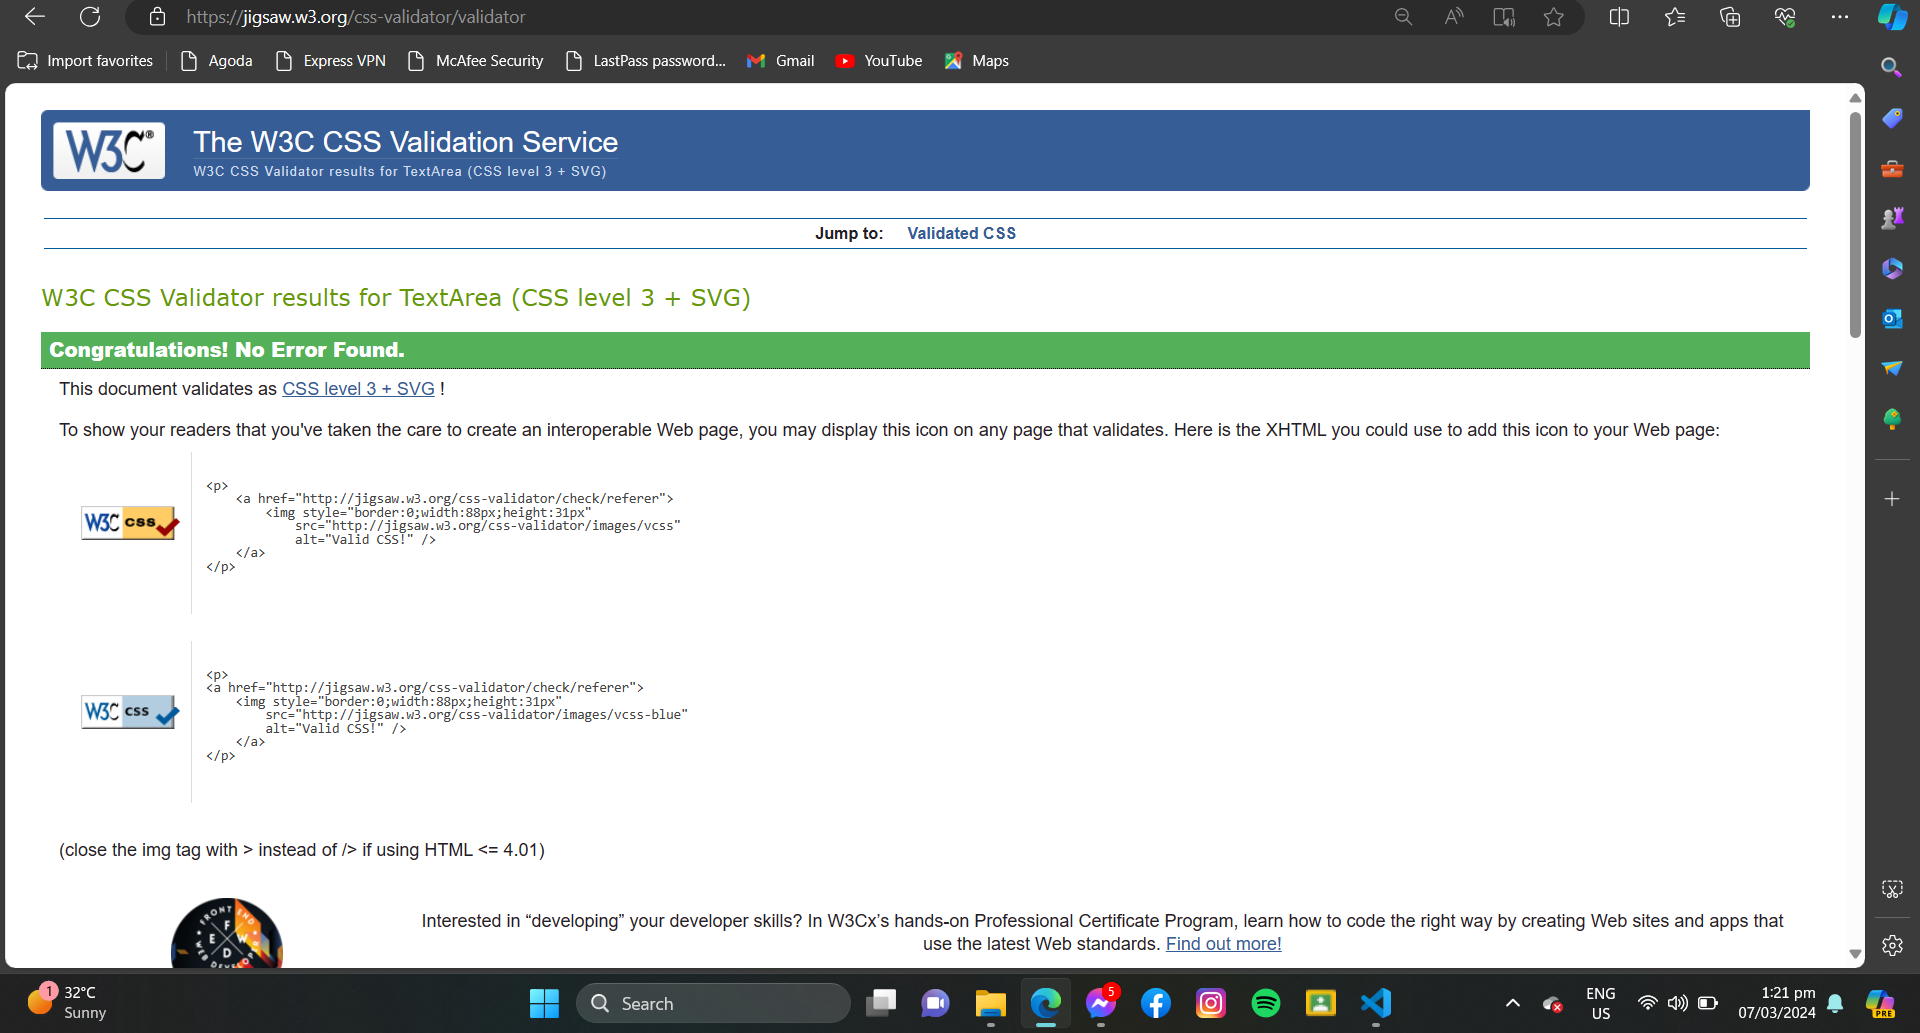 https://jigsaw.w3.org/css-validator/validator
Import favorites
Agoda
Express VPN
McAfee Security
LastPass password...
Gmail
YouTube
Maps
W3C®
The W3C CSS Validation Service
W3C CSS Validator results for TextArea (CSS level 3 + SVG)
Jump to: Validated CSS
W3C CSS Validator results for TextArea (CSS level 3 + SVG)
Congratulations! No Error Found.
This document validates as CSS level 3 + SVG !
To show your readers that you've taken the care to create an interoperable Web page, you may display this icon on any page that validates. Here is the XHTML you could use to add this icon to your Web page:
W3C css
<p>
<a href="http://jigsaw.w3.org/css-validator/check/referer">
<img style="border:0;width:88px;height:31px"
src="http://jigsaw.w3.org/css-validator/images/vcss"
alt="Valid CSS!" />
</a>
</p>
W3C css
<p>
<a href="http://jigsaw.w3.org/css-validator/check/referer">
<img style="border:0;width:88px;height:31px"
src="http://jigsaw.w3.org/css-validator/images/vcss-blue"
alt="Valid CSS!" />
</a>
</p>
(close the img tag with > instead of /> if using HTML <= 4.01)
FRONT END
F E W D
WEB DEVELOP
Interested in “developing” your developer skills? In W3Cx’s hands-on Professional Certificate Program, learn how to code the right way by creating Web sites and apps that
use the latest Web standards. Find out more!
1
32°C
Sunny
Search
5
ENG
US
1:21 pm
07/03/2024
PRE